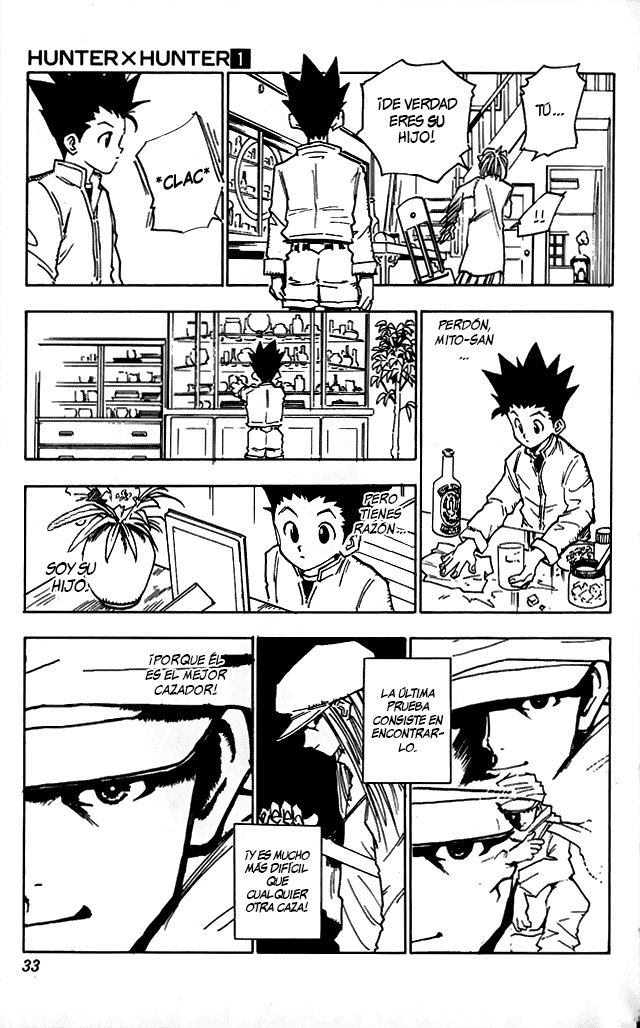 HUNTER×HUNTER 1
TÚ...
¡DE VERDAD
ERES SU
HIJO!
!!
*CLAC*
PERDÓN,
MITO-SAN
...
PERO
TIENES
RAZÓN...
SOY SU
HIJO.
LA ÚLTIMA
PRUEBA
CONSISTE EN
ENCONTRAR-
LO.
¡PORQUE ÉL
ES EL MEJOR
CAZADOR!
¡Y ES MUCHO
MÁS DIFÍCIL
QUE
CUALQUIER
OTRA CAZA!
33